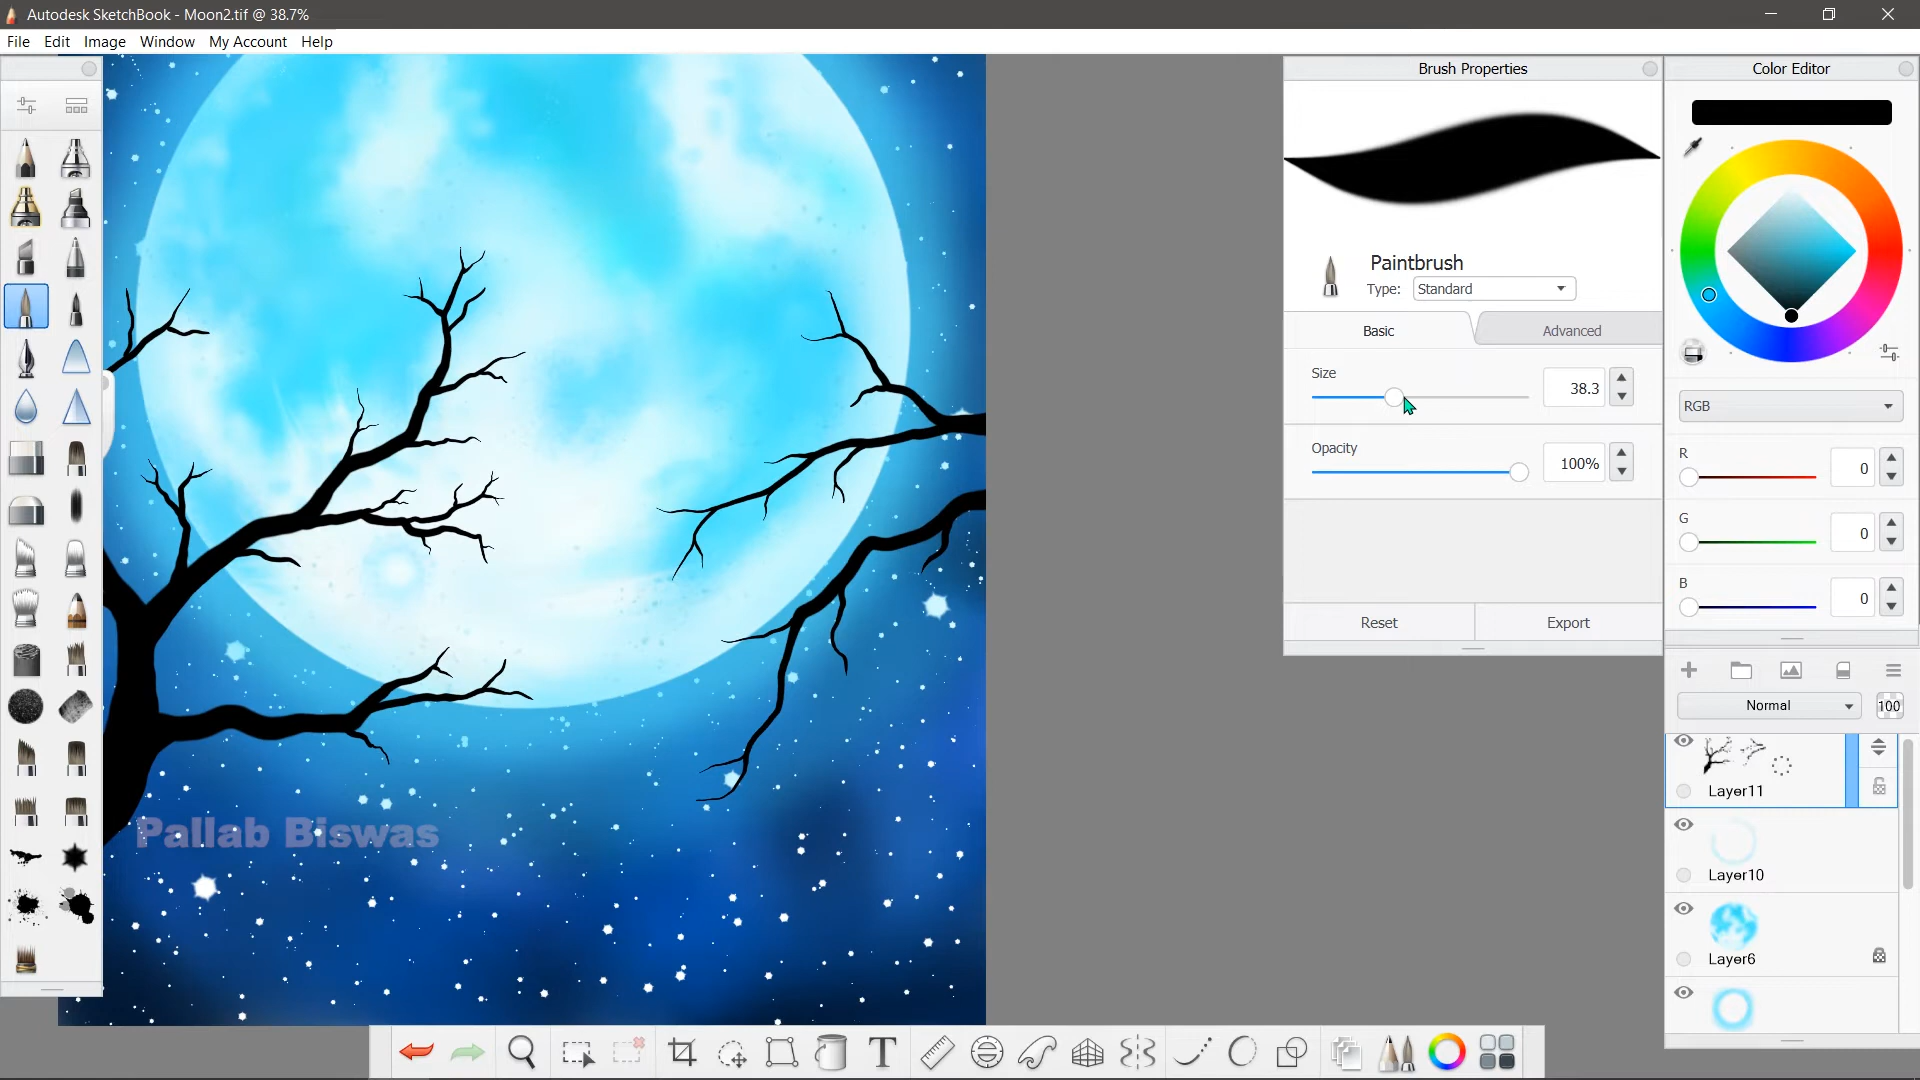 Autodesk SketchBook - Moon2.tif @ 38.7%
File Edit Image Window My Account Help
Brush Properties
Color Editor
Paintbrush
Type: Standard
Basic Advanced
Size
38.3
Opacity
100%
Reset Export
RGB
R
0
G
0
B
0
Normal 100
Layer11
Layer10
Layer6
Pallab Biswas
T